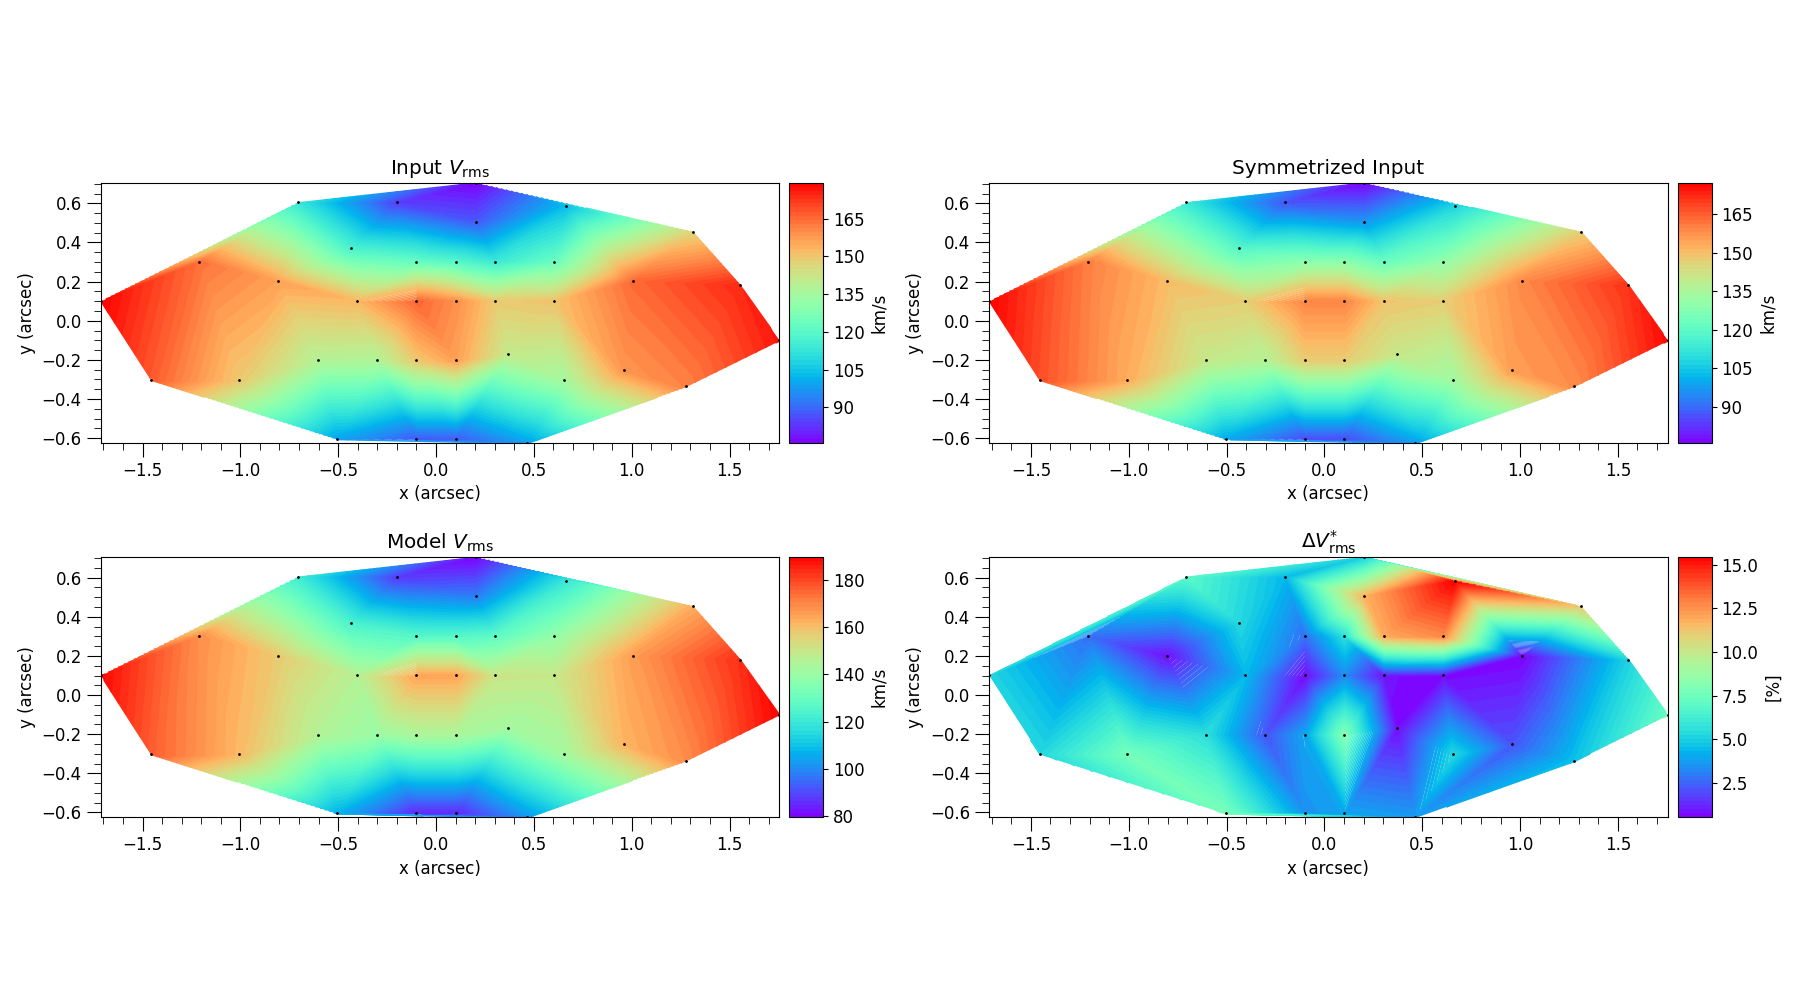 Input V_rms
Symmetrized Input
0.6
0.4
0.2
0.0
−0.2
−0.4
−0.6
y (arcsec)
−1.5 −1.0 −0.5 0.0 0.5 1.0 1.5
x (arcsec)
165
150
135
120
105
90
km/s
0.6
0.4
0.2
0.0
−0.2
−0.4
−0.6
y (arcsec)
−1.5 −1.0 −0.5 0.0 0.5 1.0 1.5
x (arcsec)
165
150
135
120
105
90
km/s
Model V_rms
ΔV*_rms
0.6
0.4
0.2
0.0
−0.2
−0.4
−0.6
y (arcsec)
−1.5 −1.0 −0.5 0.0 0.5 1.0 1.5
x (arcsec)
180
160
140
120
100
80
km/s
0.6
0.4
0.2
0.0
−0.2
−0.4
−0.6
y (arcsec)
−1.5 −1.0 −0.5 0.0 0.5 1.0 1.5
x (arcsec)
15.0
12.5
10.0
7.5
5.0
2.5
[%]